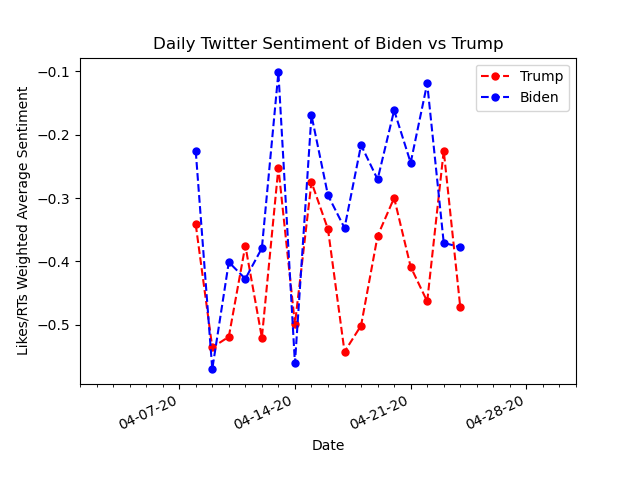 Daily Twitter Sentiment of Biden vs Trump
Trump
Biden
Likes/RTs Weighted Average Sentiment
−0.1
−0.2
−0.3
−0.4
−0.5
04-07-20
04-14-20
04-21-20
04-28-20
Date